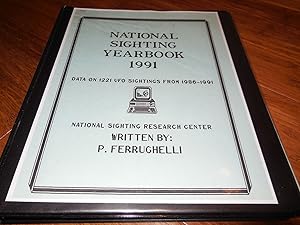 NATIONAL
SIGHTING
YEARBOOK
1991
DATA ON 1221 UFO SIGHTINGS FROM 1986-1991
NATIONAL SIGHTING RESEARCH CENTER
WRITTEN BY:
P. FERRUGHELLI